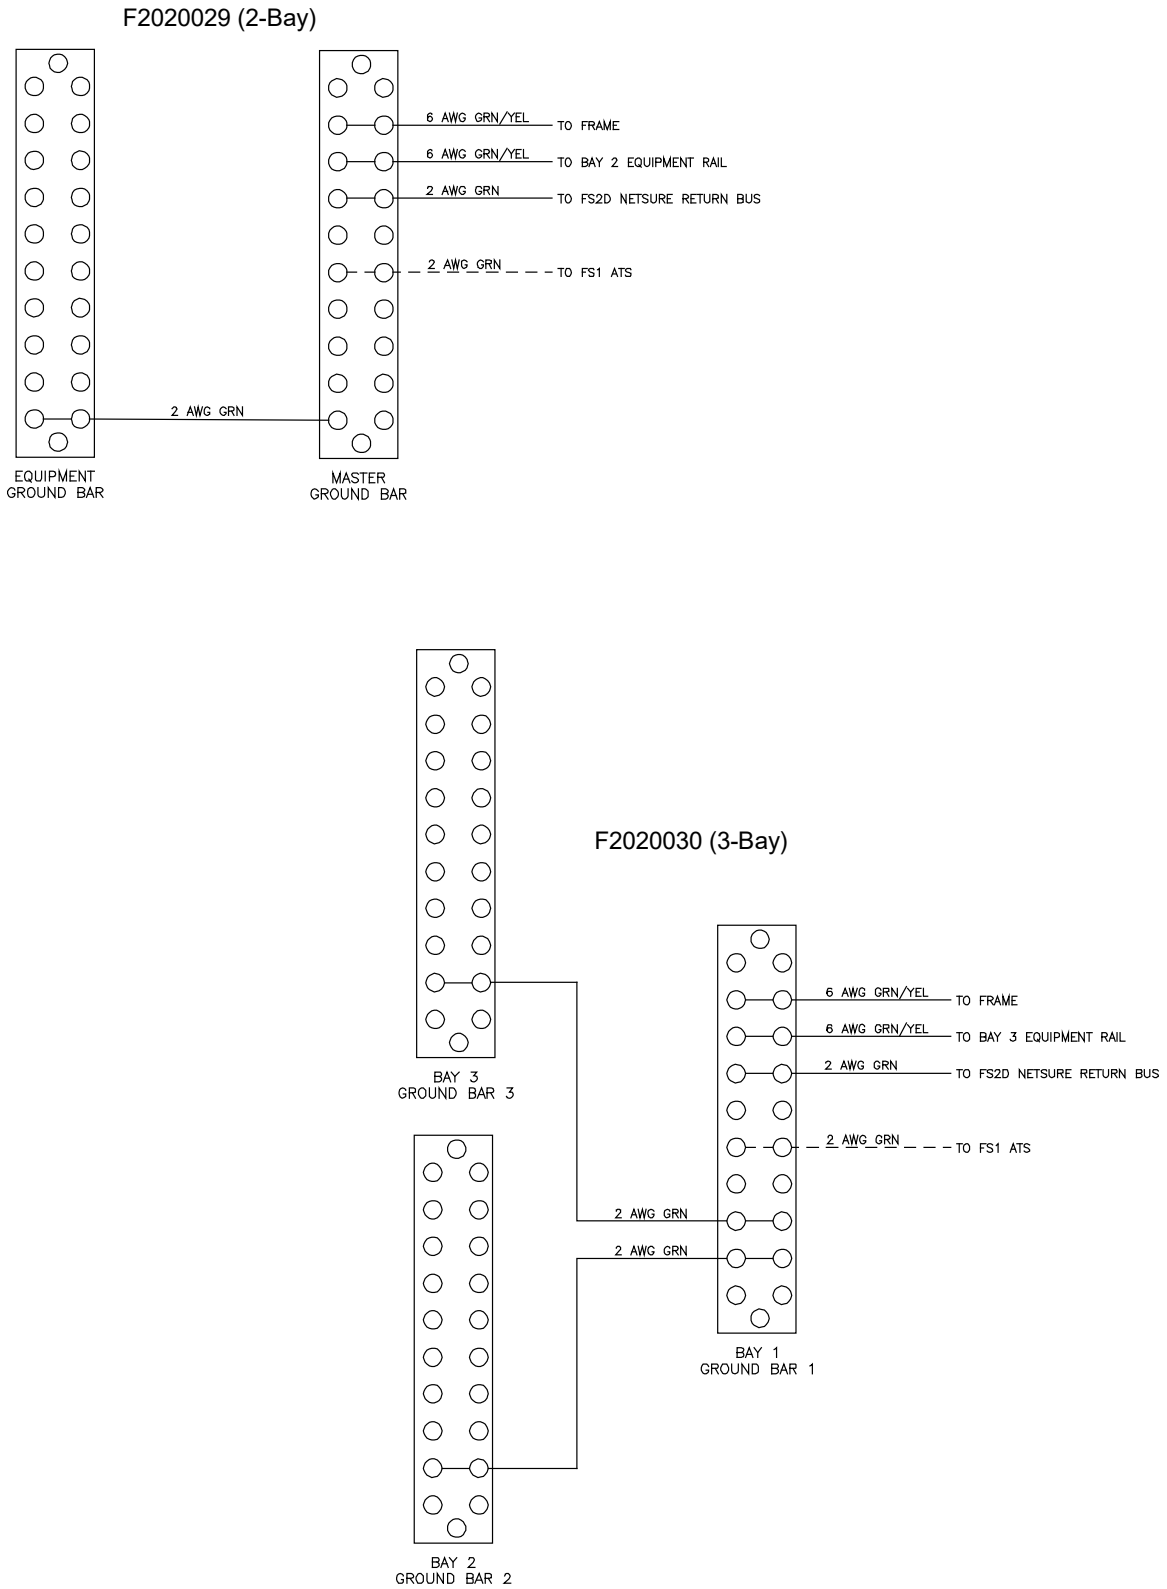 F2020029 (2-Bay)
6 AWG GRN/YEL
TO FRAME
6 AWG GRN/YEL
TO BAY 2 EQUIPMENT RAIL
2 AWG GRN
TO FS2D NETSURE RETURN BUS
2 AWG GRN
TO FS1 ATS
2 AWG GRN
EQUIPMENT
GROUND BAR
MASTER
GROUND BAR
F2020030 (3-Bay)
6 AWG GRN/YEL
TO FRAME
6 AWG GRN/YEL
TO BAY 3 EQUIPMENT RAIL
2 AWG GRN
TO FS2D NETSURE RETURN BUS
BAY 3
GROUND BAR 3
2 AWG GRN
TO FS1 ATS
2 AWG GRN
2 AWG GRN
BAY 1
GROUND BAR 1
BAY 2
GROUND BAR 2